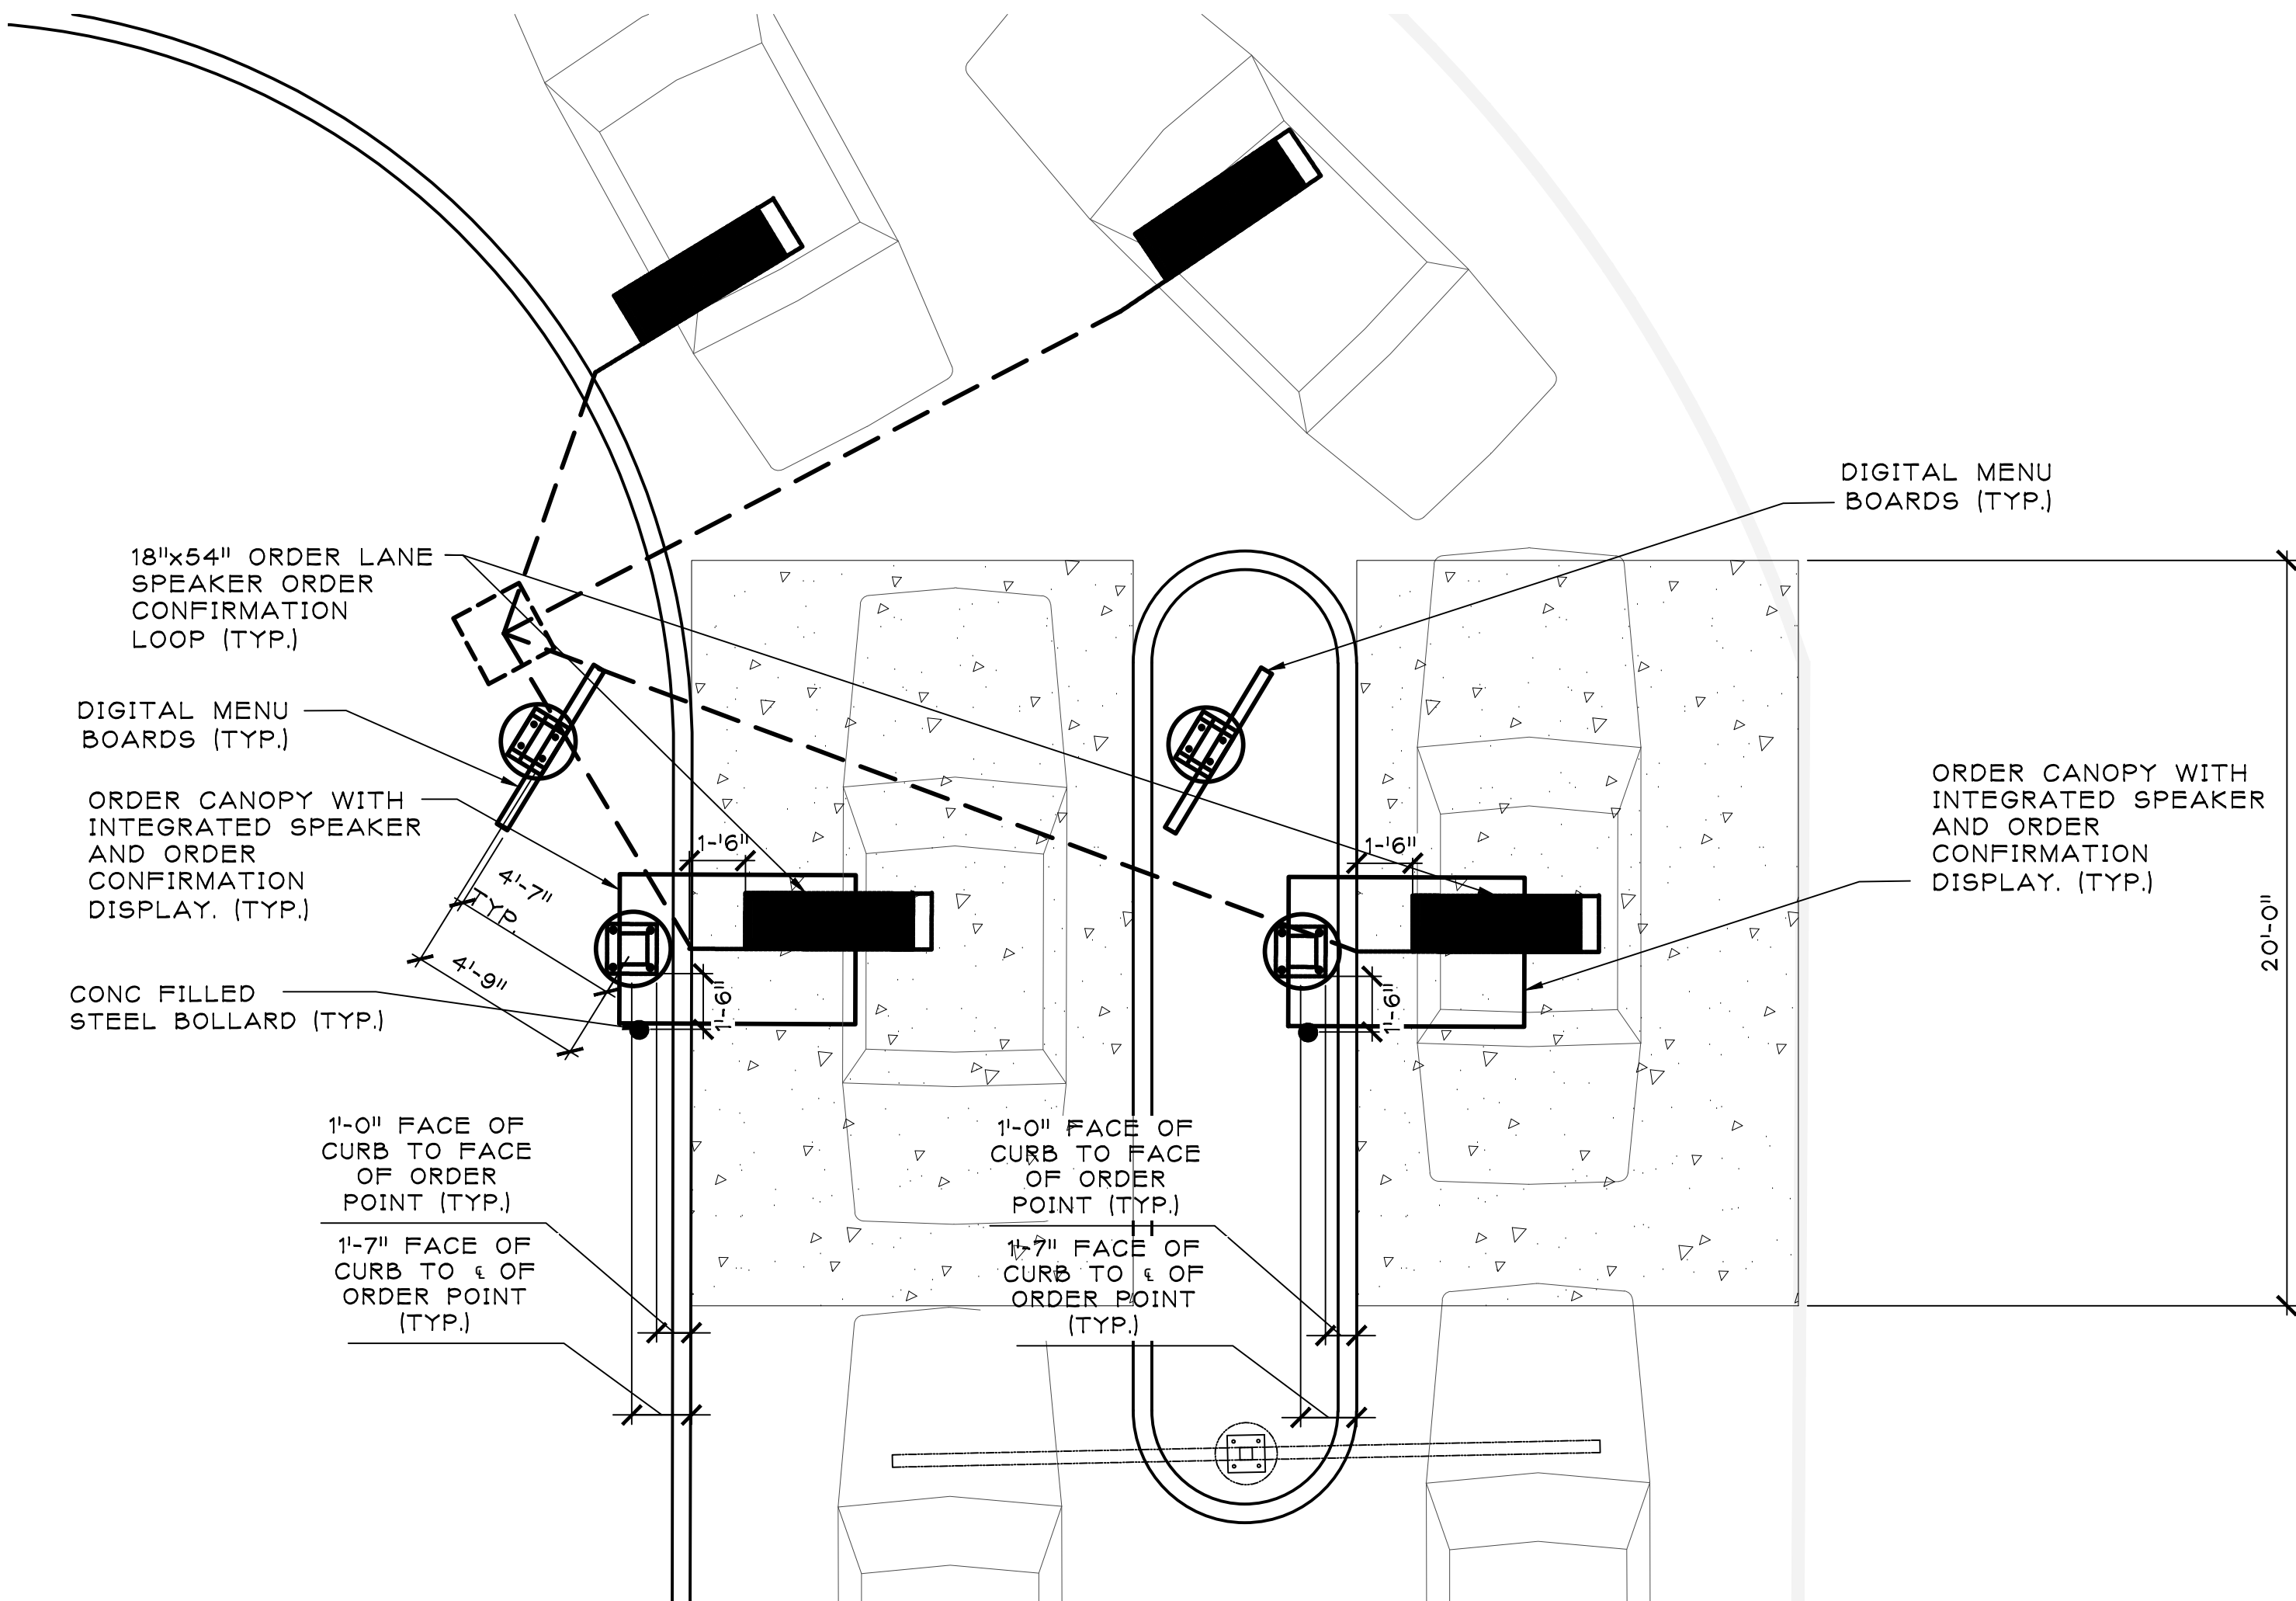 DIGITAL MENU
BOARDS (TYP.)
18"x54" ORDER LANE
SPEAKER ORDER
CONFIRMATION
LOOP (TYP.)
DIGITAL MENU
BOARDS (TYP.)
ORDER CANOPY WITH
INTEGRATED SPEAKER
AND ORDER
CONFIRMATION
DISPLAY. (TYP.)
ORDER CANOPY WITH
INTEGRATED SPEAKER
AND ORDER
CONFIRMATION
DISPLAY. (TYP.)
1-'6"
1-'6"
4'-7"
TYP.
4'-9"
1'-6"
1'-6"
20'-0"
CONC FILLED
STEEL BOLLARD (TYP.)
1'-0" FACE OF
CURB TO FACE
OF ORDER
POINT (TYP.)
1'-7" FACE OF
CURB TO ℄ OF
ORDER POINT
(TYP.)
1'-0" FACE OF
CURB TO FACE
OF ORDER
POINT (TYP.)
1'-7" FACE OF
CURB TO ℄ OF
ORDER POINT
(TYP.)